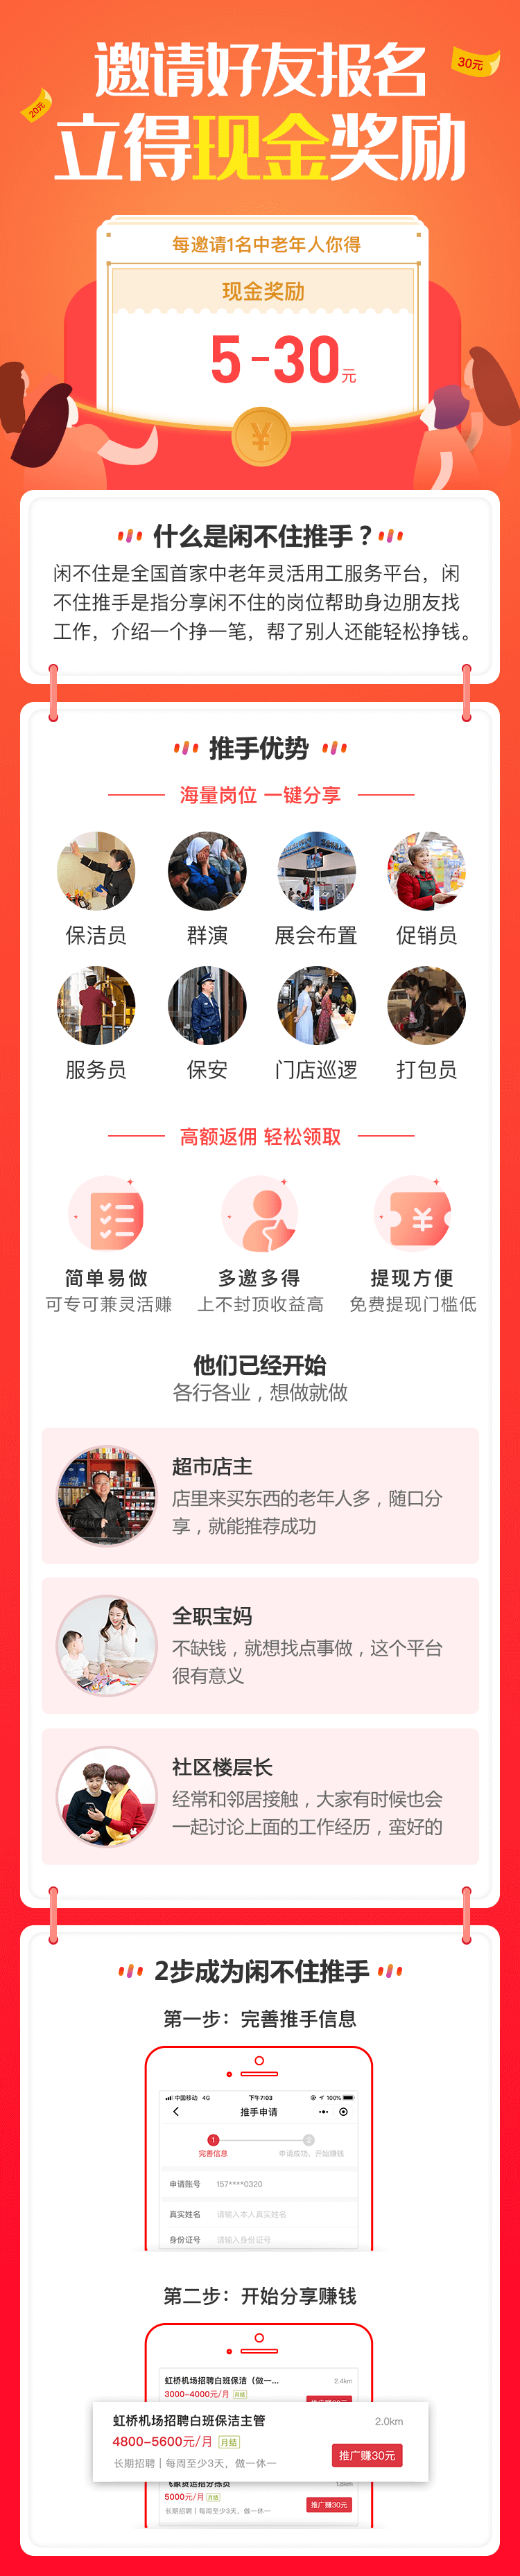 邀请好友报名
30元
20元
立得现金奖励
每邀请1名中老年人你得
现金奖励
5-30元
¥
什么是闲不住推手？
闲不住是全国首家中老年灵活用工服务平台，闲
不住推手是指分享闲不住的岗位帮助身边朋友找
工作，介绍一个挣一笔，帮了别人还能轻松挣钱。
推手优势
海量岗位 一键分享
保洁员 群演 展会布置 促销员
服务员 保安 门店巡逻 打包员
高额返佣 轻松领取
¥
简单易做 多邀多得 提现方便
可专可兼灵活赚 上不封顶收益高 免费提现门槛低
他们已经开始
各行各业，想做就做
超市店主
店里来买东西的老年人多，随口分
享，就能推荐成功
全职宝妈
不缺钱，就想找点事做，这个平台
很有意义
社区楼层长
经常和邻居接触，大家有时候也会
一起讨论上面的工作经历，蛮好的
2步成为闲不住推手
第一步：完善推手信息
中国移动 4G 下午7:03 100%
推手申请
1 2
完善信息 申请成功，开始赚钱
申请账号 157****0320
真实姓名 请输入本人真实姓名
身份证号 请输入身份证号
第二步：开始分享赚钱
虹桥机场招聘白班保洁（做一... 2.4km
3000-4000元/月 月结
虹桥机场招聘白班保洁主管 2.0km
4800-5600元/月 月结
长期招聘丨每周至少3天，做一休一 推广赚30元
5000元/月 月结
长期招聘丨每周至少3天，做一休一 推广赚30元